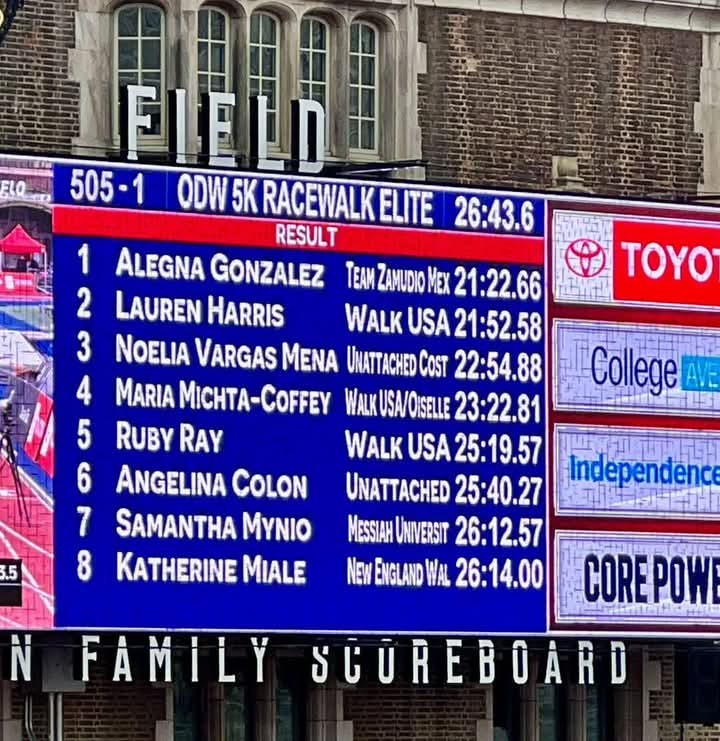 FIELD
505-1 ODW 5K RACEWALK ELITE 26:43.6
RESULT
1 ALEGNA GONZALEZ TEAM ZAMUDIO MEX 21:22.66
2 LAUREN HARRIS WALK USA 21:52.58
3 NOELIA VARGAS MENA UNATTACHED COST 22:54.88
4 MARIA MICHTA-COFFEY WALK USA/OISELLE 23:22.81
5 RUBY RAY WALK USA 25:19.57
6 ANGELINA COLON UNATTACHED 25:40.27
7 SAMANTHA MYNIO MESSIAH UNIVERSIT 26:12.57
8 KATHERINE MIALE NEW ENGLAND WAL 26:14.00
TOYOT
College AVE
Independence
CORE POWE
3.5
N FAMILY SCOREBOARD